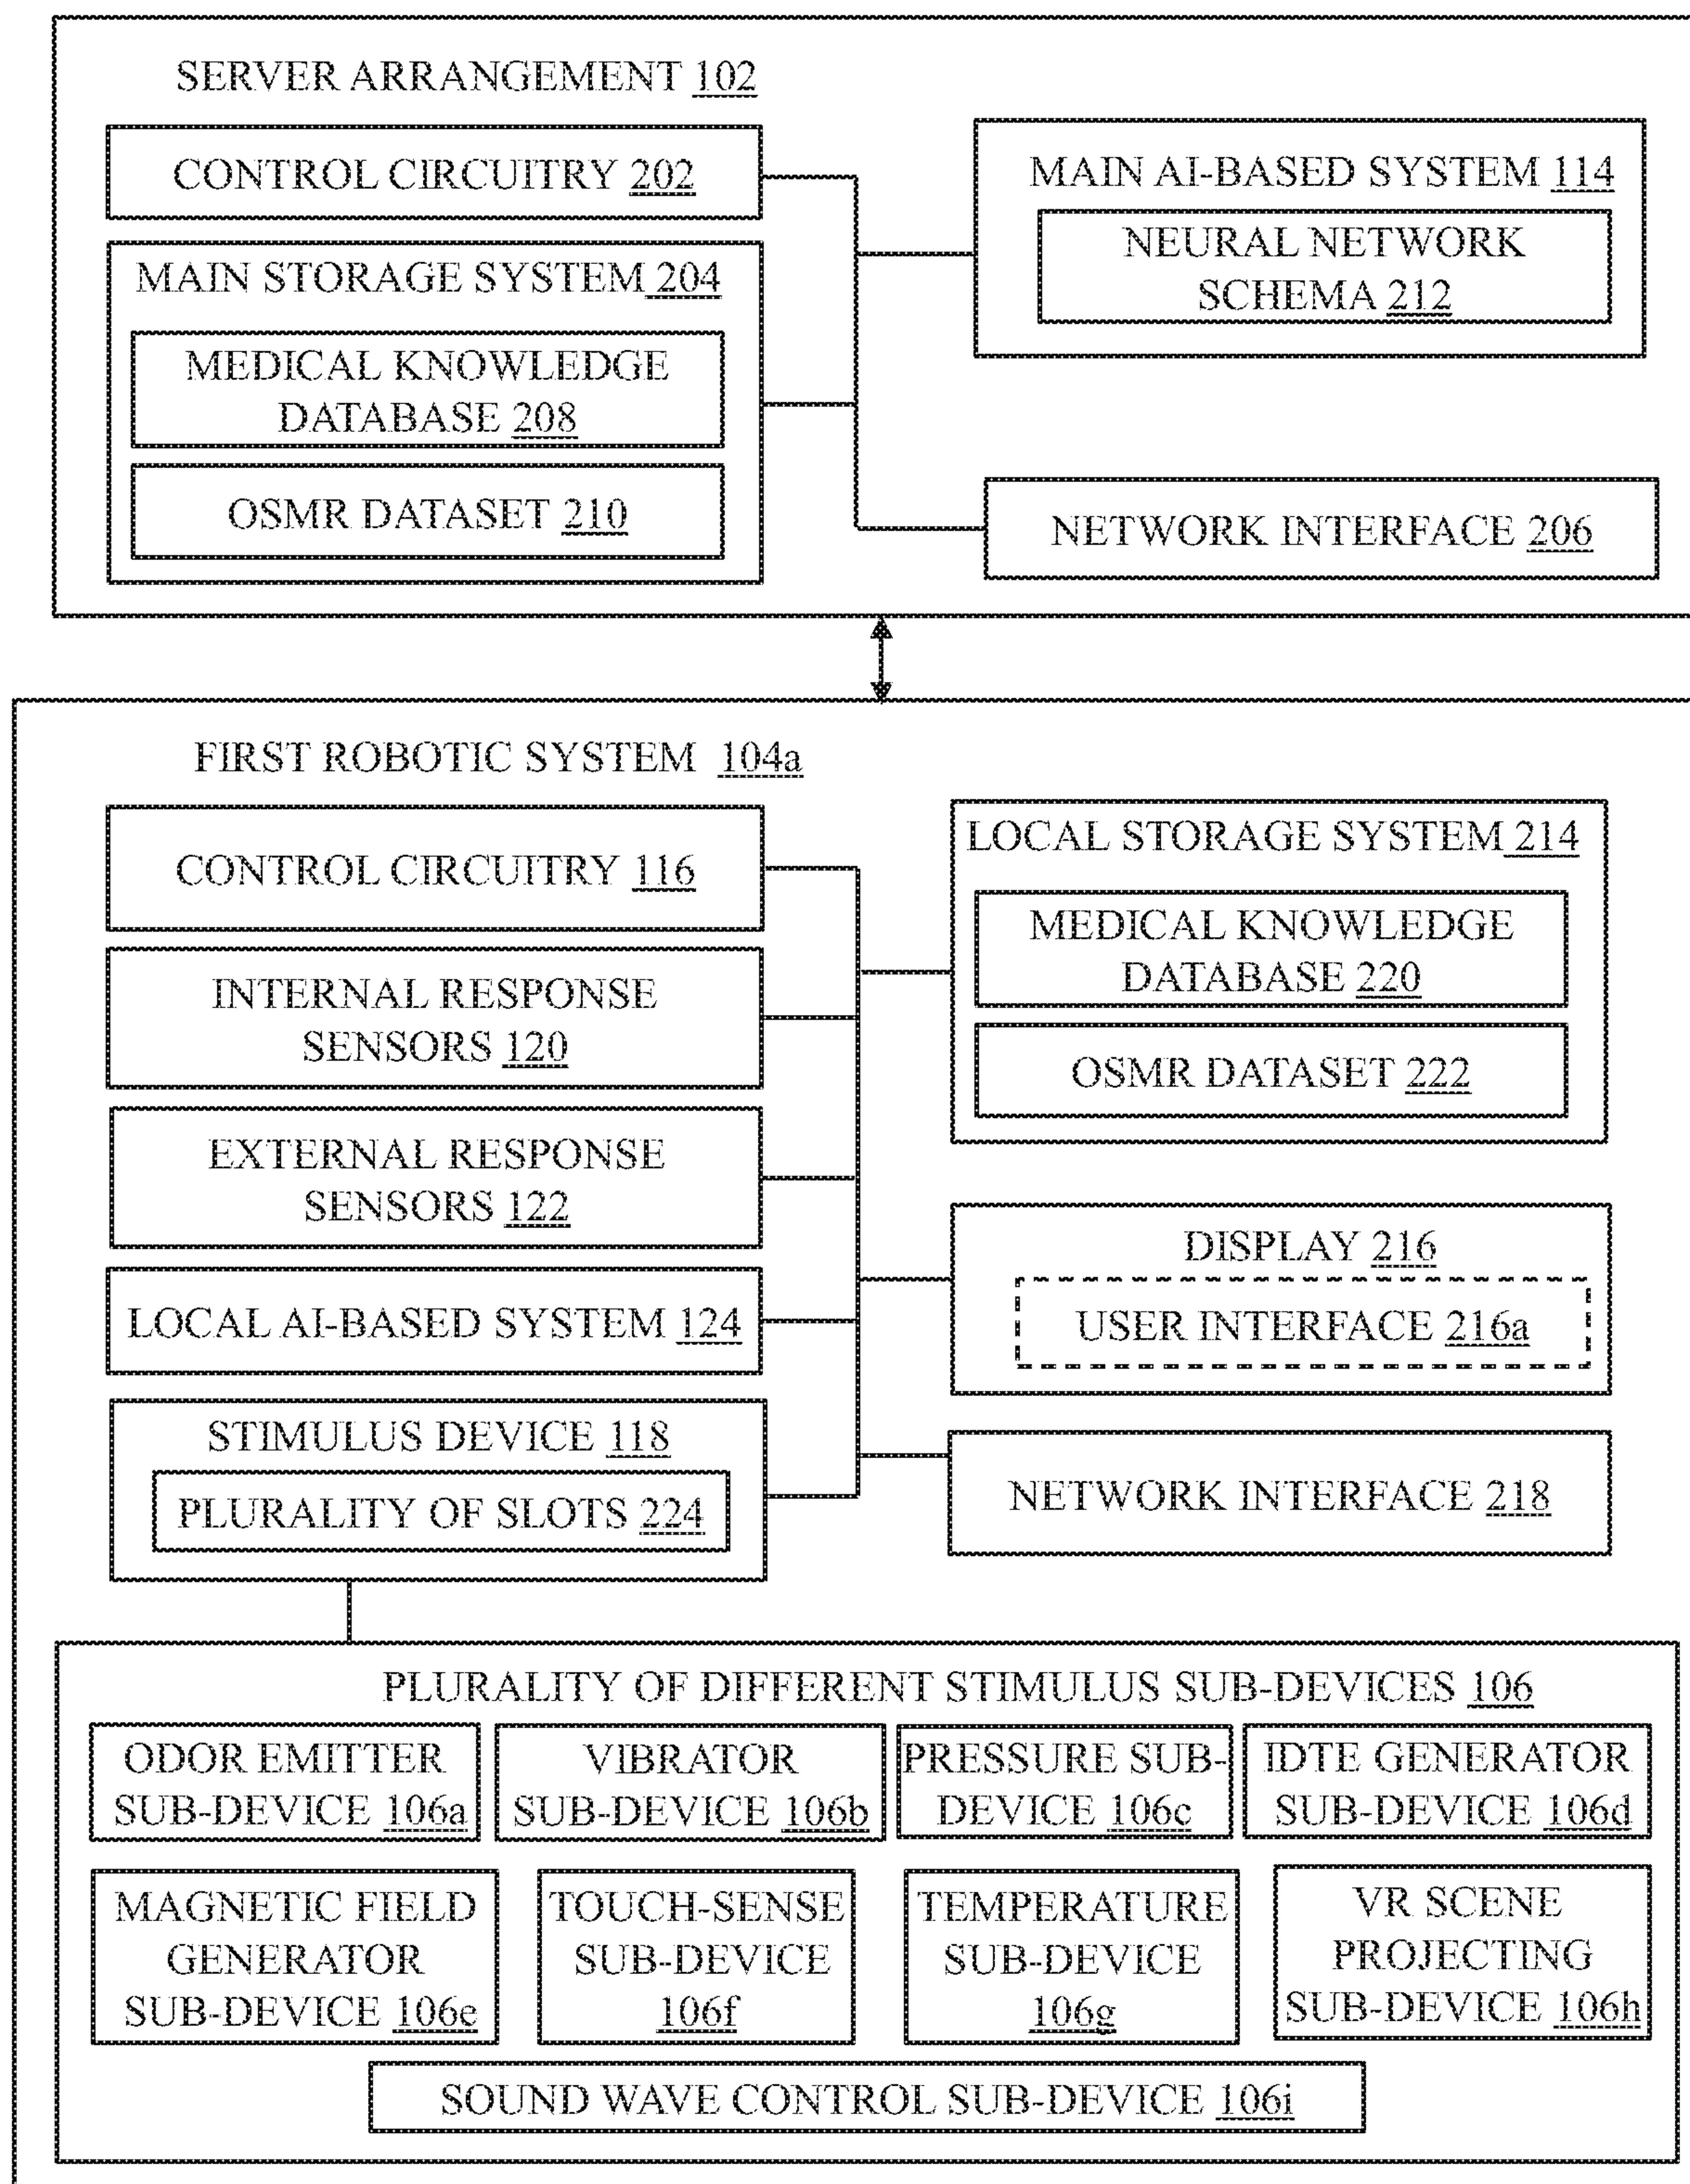 SERVER ARRANGEMENT 102
CONTROL CIRCUITRY 202
MAIN STORAGE SYSTEM 204
MEDICAL KNOWLEDGE
DATABASE 208
OSMR DATASET 210
MAIN AI-BASED SYSTEM 114
NEURAL NETWORK
SCHEMA 212
NETWORK INTERFACE 206
FIRST ROBOTIC SYSTEM 104a
CONTROL CIRCUITRY 116
INTERNAL RESPONSE
SENSORS 120
EXTERNAL RESPONSE
SENSORS 122
LOCAL AI-BASED SYSTEM 124
STIMULUS DEVICE 118
PLURALITY OF SLOTS 224
LOCAL STORAGE SYSTEM 214
MEDICAL KNOWLEDGE
DATABASE 220
OSMR DATASET 222
DISPLAY 216
USER INTERFACE 216a
NETWORK INTERFACE 218
PLURALITY OF DIFFERENT STIMULUS SUB-DEVICES 106
ODOR EMITTER
SUB-DEVICE 106a
VIBRATOR
SUB-DEVICE 106b
PRESSURE SUB-
DEVICE 106c
IDTE GENERATOR
SUB-DEVICE 106d
MAGNETIC FIELD
GENERATOR
SUB-DEVICE 106e
TOUCH-SENSE
SUB-DEVICE
106f
TEMPERATURE
SUB-DEVICE
106g
VR SCENE
PROJECTING
SUB-DEVICE 106h
SOUND WAVE CONTROL SUB-DEVICE 106i